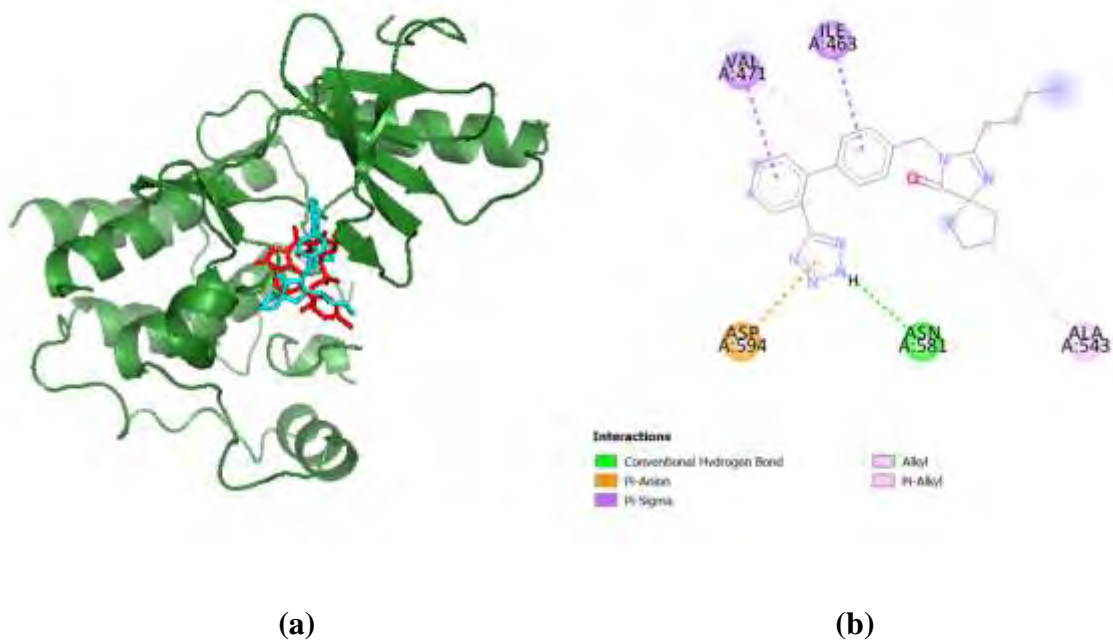 ILE
A:463
VAL
A:471
O
N
N
N
N
N
N
H
ASP
A:594
ASN
A:581
ALA
A:543
Interactions
Conventional Hydrogen Bond
Pi-Anion
Pi-Sigma
Alkyl
Pi-Alkyl
(a)
(b)